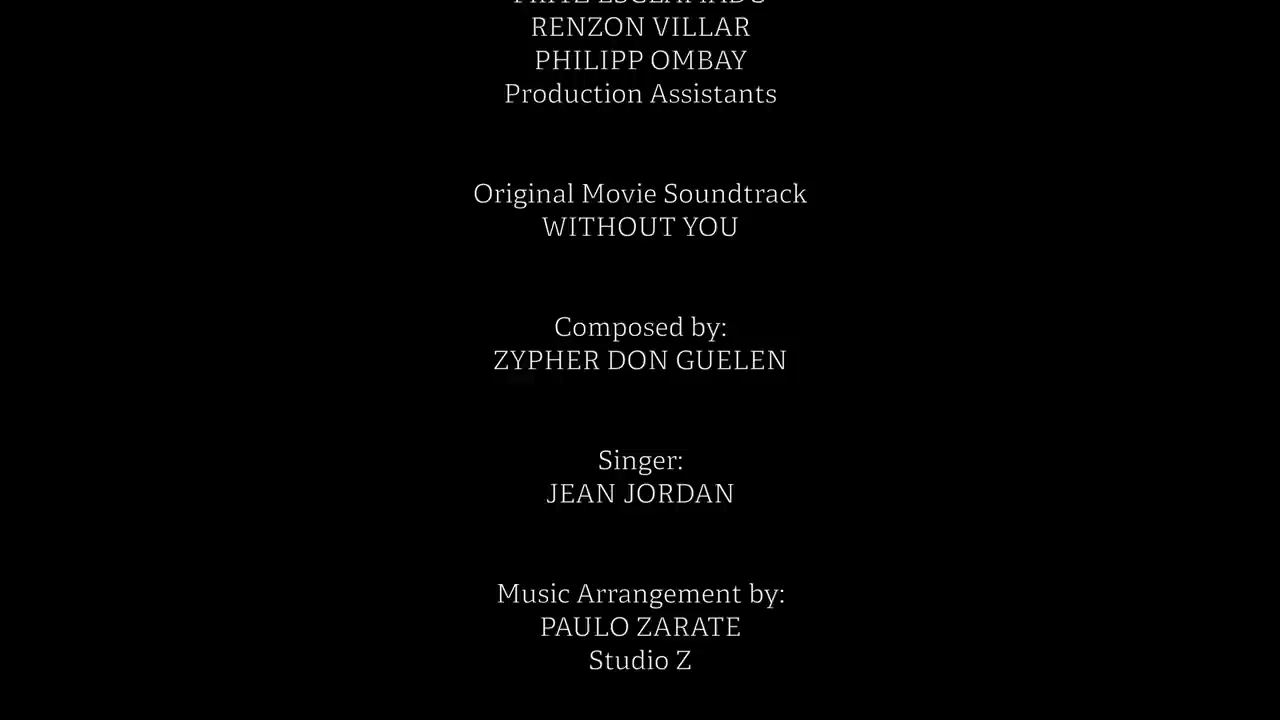 RENZON VILLAR
PHILIPP OMBAY
Production Assistants
Original Movie Soundtrack
WITHOUT YOU
Composed by:
ZYPHER DON GUELEN
Singer:
JEAN JORDAN
Music Arrangement by:
PAULO ZARATE
Studio Z